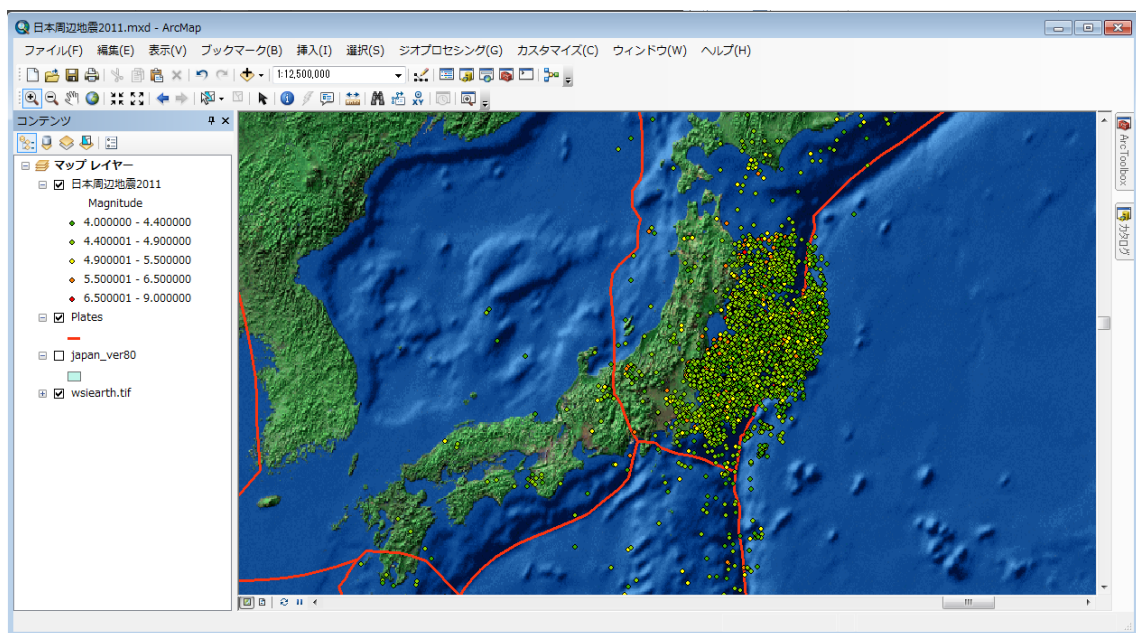 日本周辺地震2011.mxd - ArcMap
ファイル(F) 編集(E) 表示(V) ブックマーク(B) 挿入(I) 選択(S) ジオプロセシング(G) カスタマイズ(C) ウィンドウ(W) ヘルプ(H)
1:12,500,000
コンテンツ
マップ レイヤー
日本周辺地震2011
Magnitude
4.000000 - 4.400000
4.400001 - 4.900000
4.900001 - 5.500000
5.500001 - 6.500000
6.500001 - 9.000000
Plates
japan_ver80
wsiearth.tif
ArcToolbox
カタログ